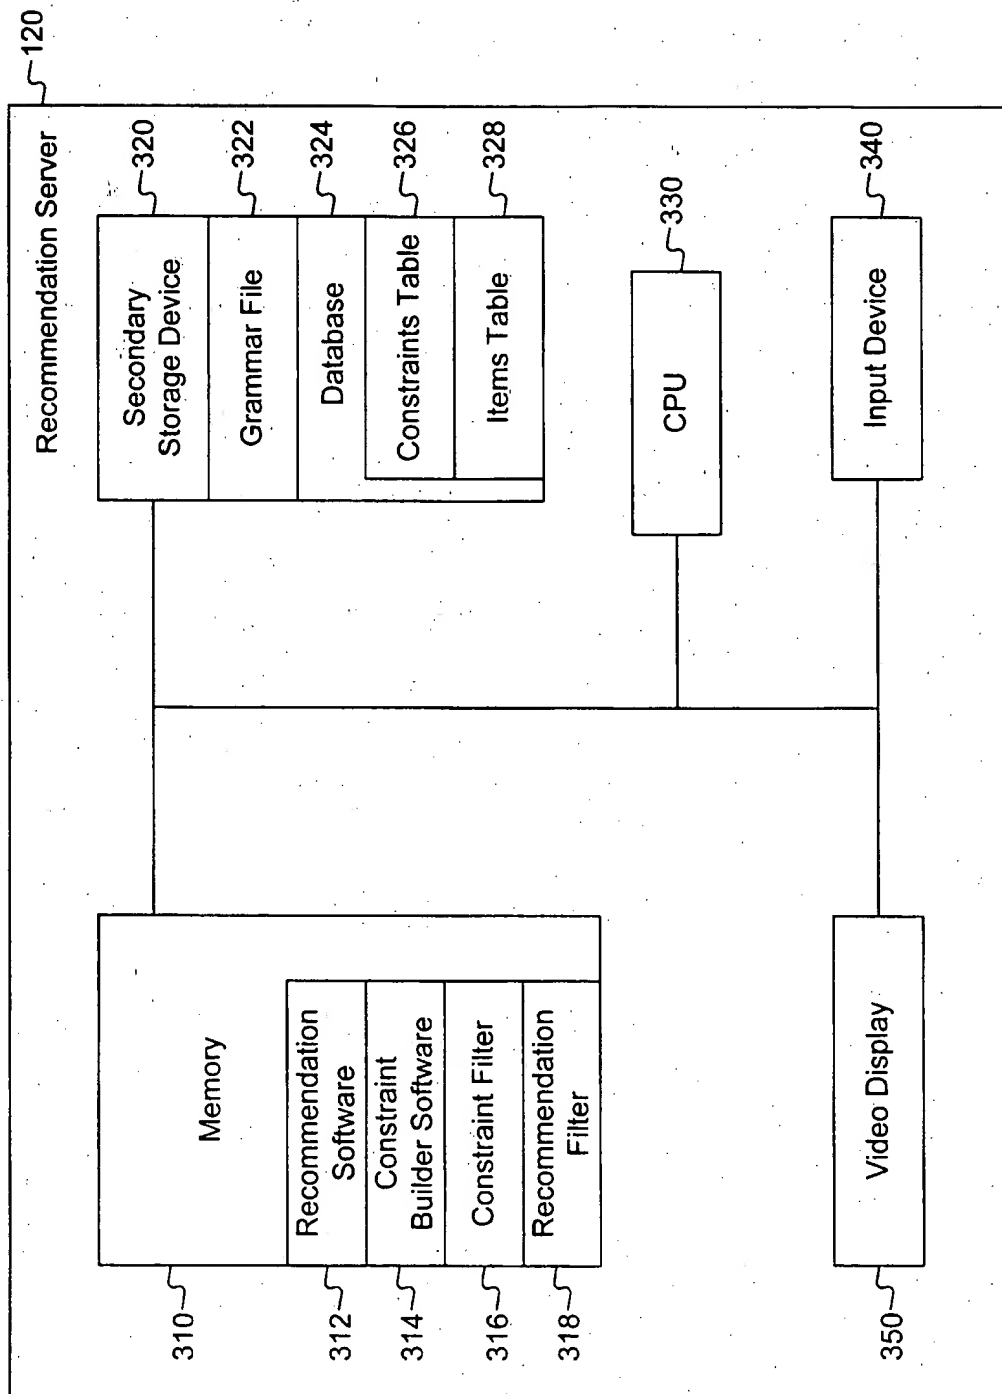 Recommendation Server
120
Memory
310
Recommendation
Software
312
Constraint
Builder Software
314
Constraint Filter
316
Recommendation
Filter
318
Secondary
Storage Device
320
Grammar File
322
Database
324
Constraints Table
326
Items Table
328
CPU
330
Video Display
350
Input Device
340